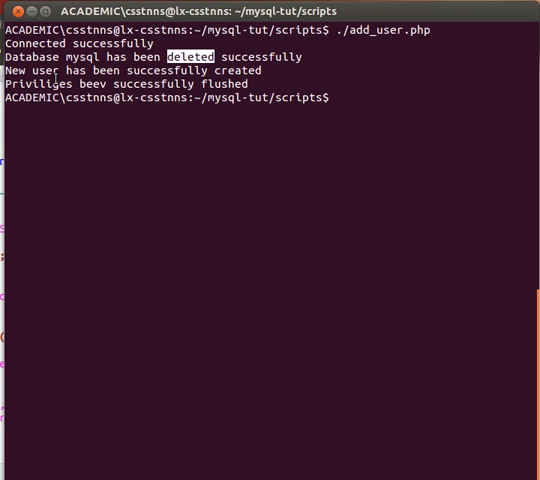 ACADEMIC\csstnns@lx-csstnns: ~/mysql-tut/scripts
ACADEMIC\csstnns@lx-csstnns:~/mysql-tut/scripts$ ./add_user.php
Connected successfully
Database mysql has been deleted successfully
New user has been successfully created
Priviliges beev successfully flushed
ACADEMIC\csstnns@lx-csstnns:~/mysql-tut/scripts$